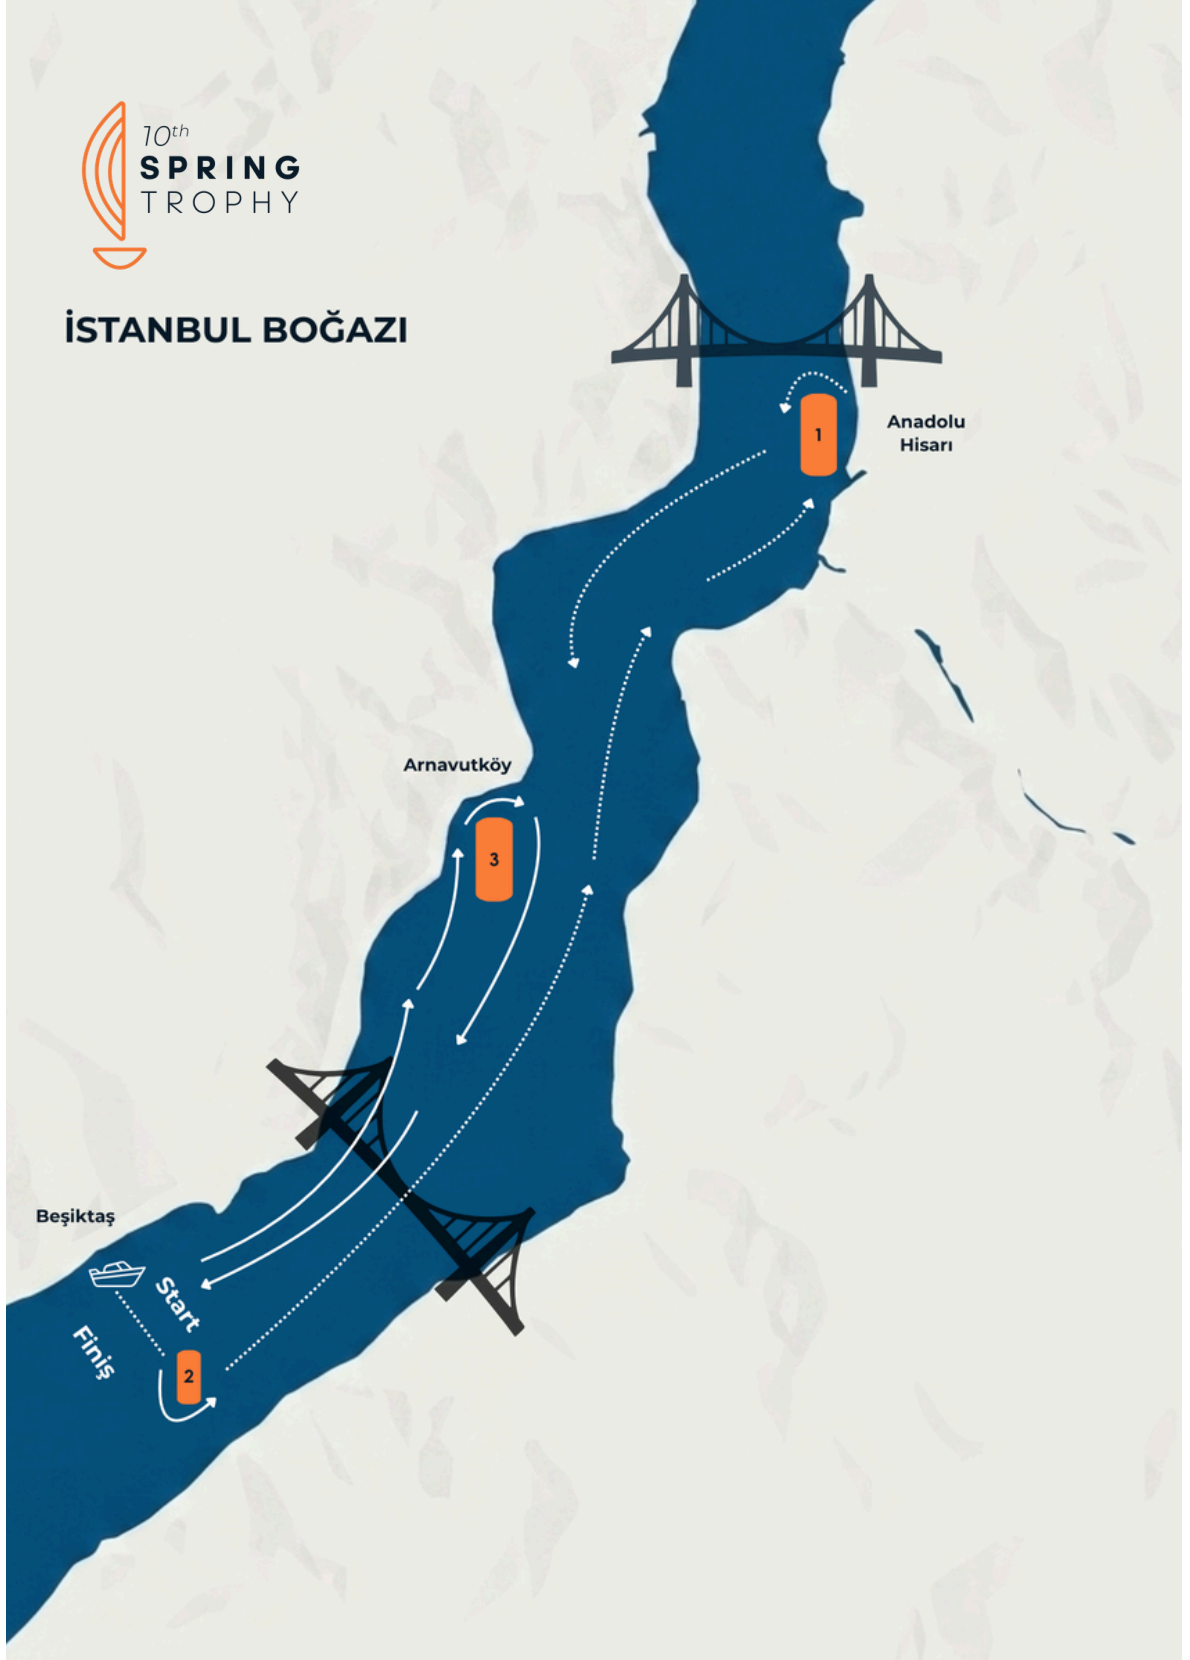 10th
SPRING
TROPHY
İSTANBUL BOĞAZI
Anadolu
Hisarı
1
Arnavutköy
3
Beşiktaş
Start
Finiş
2